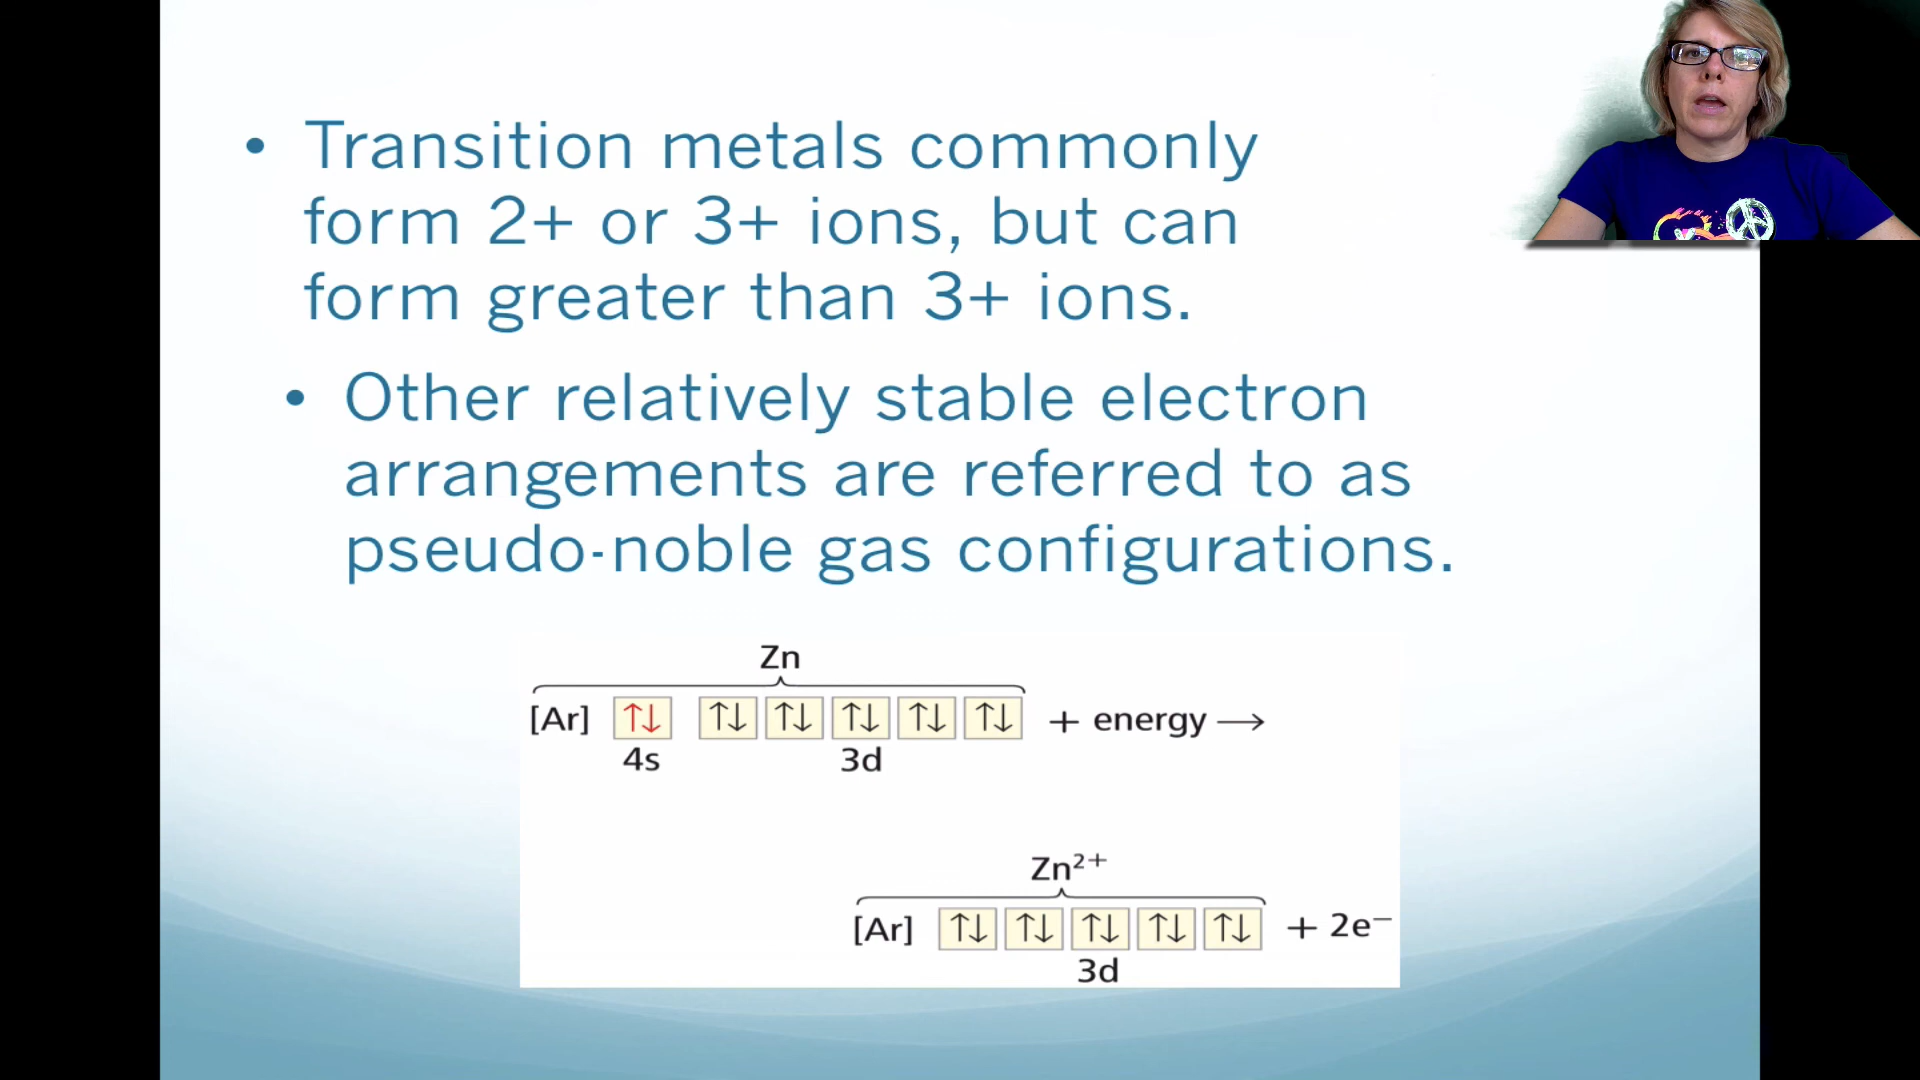 • Transition metals commonly
form 2+ or 3+ ions, but can
form greater than 3+ ions.
• Other relatively stable electron
arrangements are referred to as
pseudo-noble gas configurations.
Zn
[Ar] ↑↓ ↑↓ ↑↓ ↑↓ ↑↓ ↑↓ + energy →
4s 3d
Zn²⁺
[Ar] ↑↓ ↑↓ ↑↓ ↑↓ ↑↓ + 2e⁻
3d